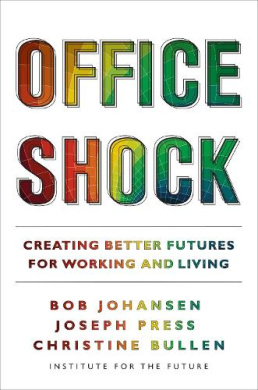 OFFICE
SHOCK
CREATING BETTER FUTURES
FOR WORKING AND LIVING
BOB JOHANSEN
JOSEPH PRESS
CHRISTINE BULLEN
INSTITUTE FOR THE FUTURE